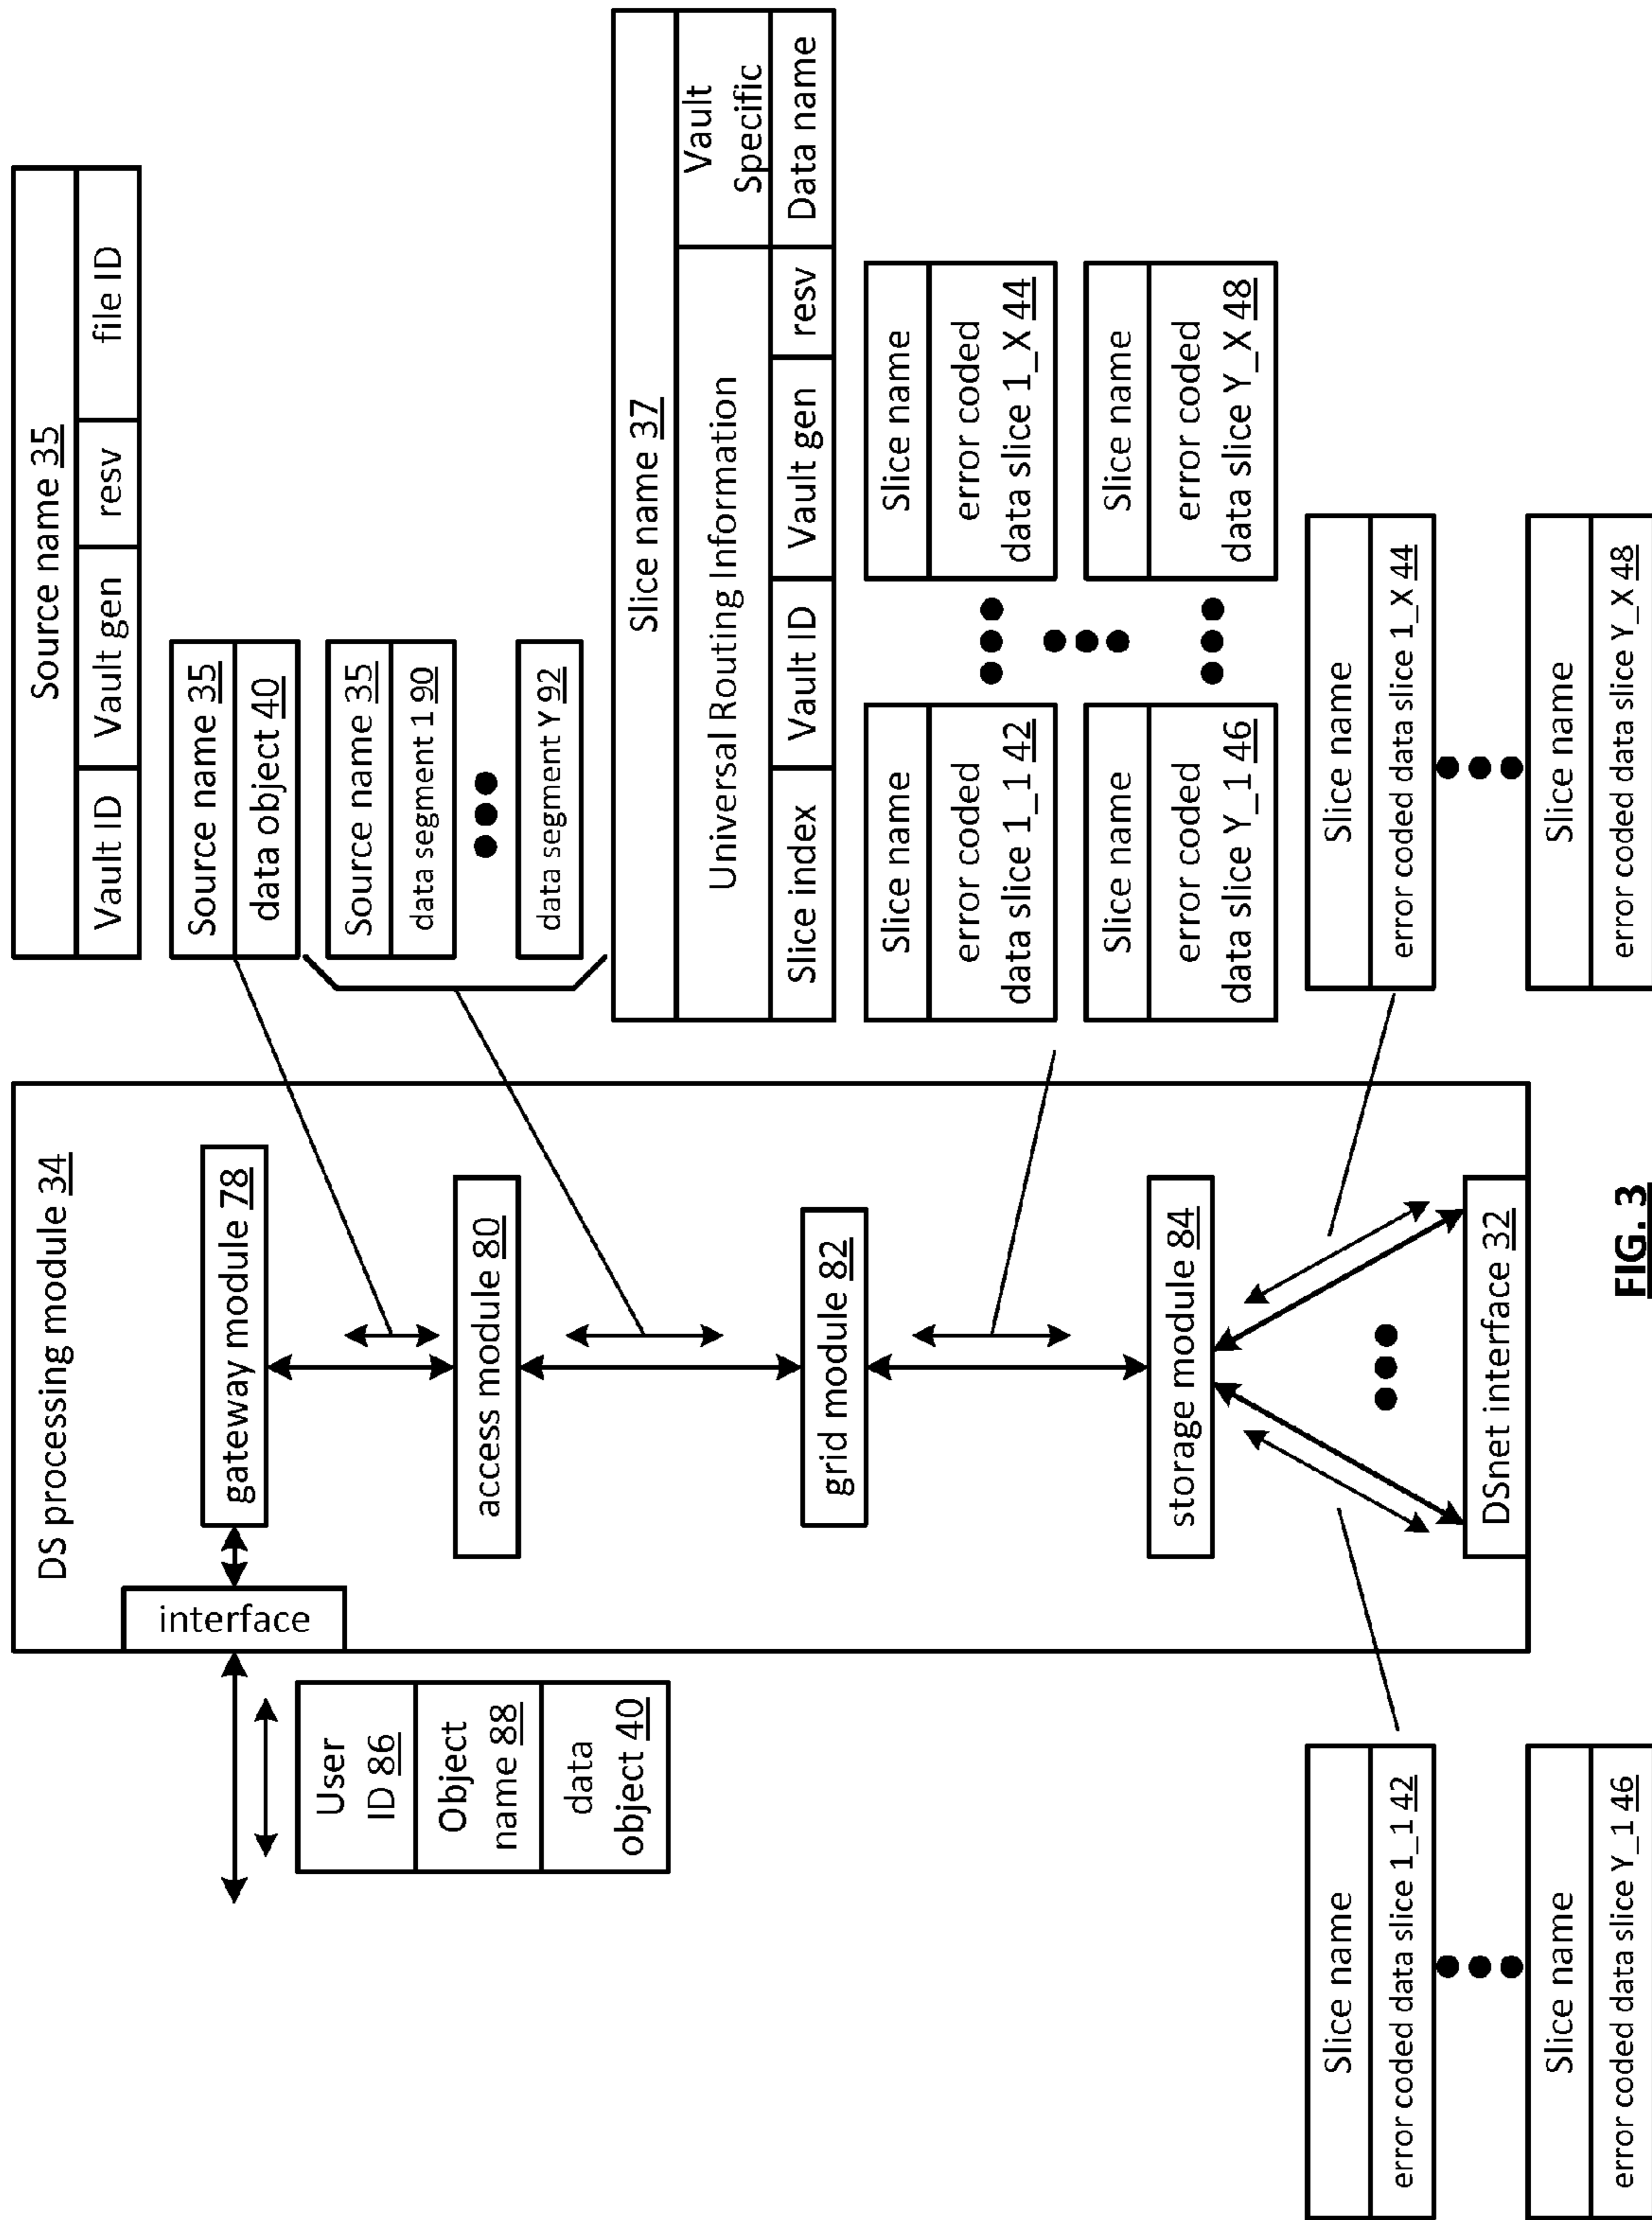 DS processing module 34
interface
gateway module 78
access module 80
grid module 82
storage module 84
DSnet interface 32
User
ID 86
Object
name 88
data
object 40
Source name 35
Vault ID
Vault gen
resv
file ID
Source name 35
data object 40
Source name 35
data segment 1 90
data segment Y 92
Slice name 37
Universal Routing Information
Vault
Specific
Slice index
Vault ID
Vault gen
resv
Data name
Slice name
error coded
data slice 1_1 42
Slice name
error coded
data slice 1_X 44
Slice name
error coded
data slice Y_1 46
Slice name
error coded
data slice Y_X 48
Slice name
error coded data slice 1_1 42
Slice name
error coded data slice Y_1 46
Slice name
error coded data slice 1_X 44
Slice name
error coded data slice Y_X 48
FIG. 3